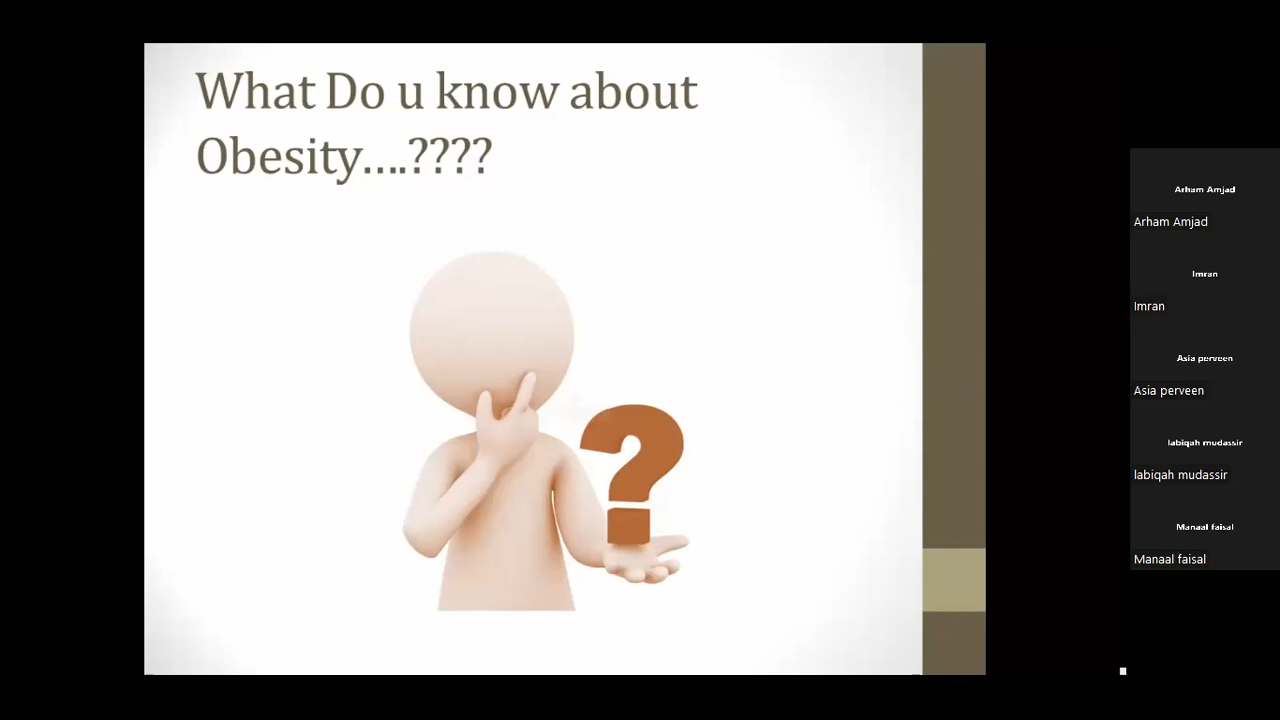 What Do u know about
Obesity....????
Arham Amjad
Arham Amjad
Imran
Imran
Asia perveen
Asia perveen
labiqah mudassir
labiqah mudassir
Manaal faisal
Manaal faisal